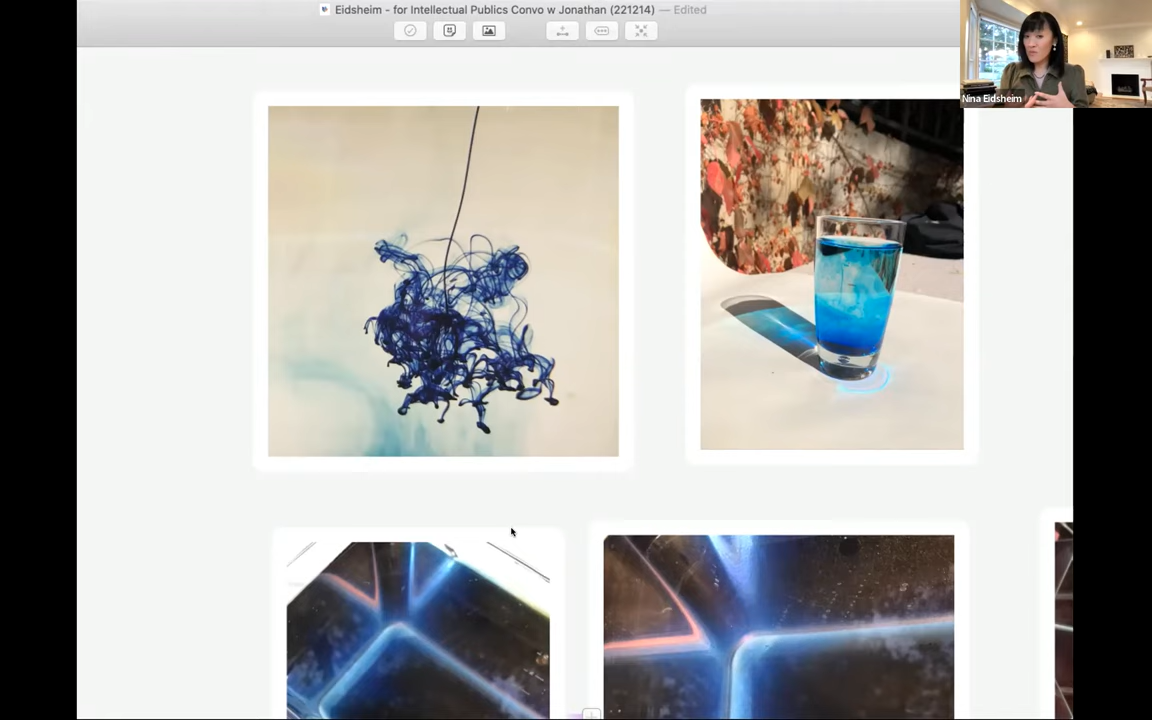 Eidsheim - for Intellectual Publics Convo w Jonathan (221214) — Edited
Nina Eidsheim